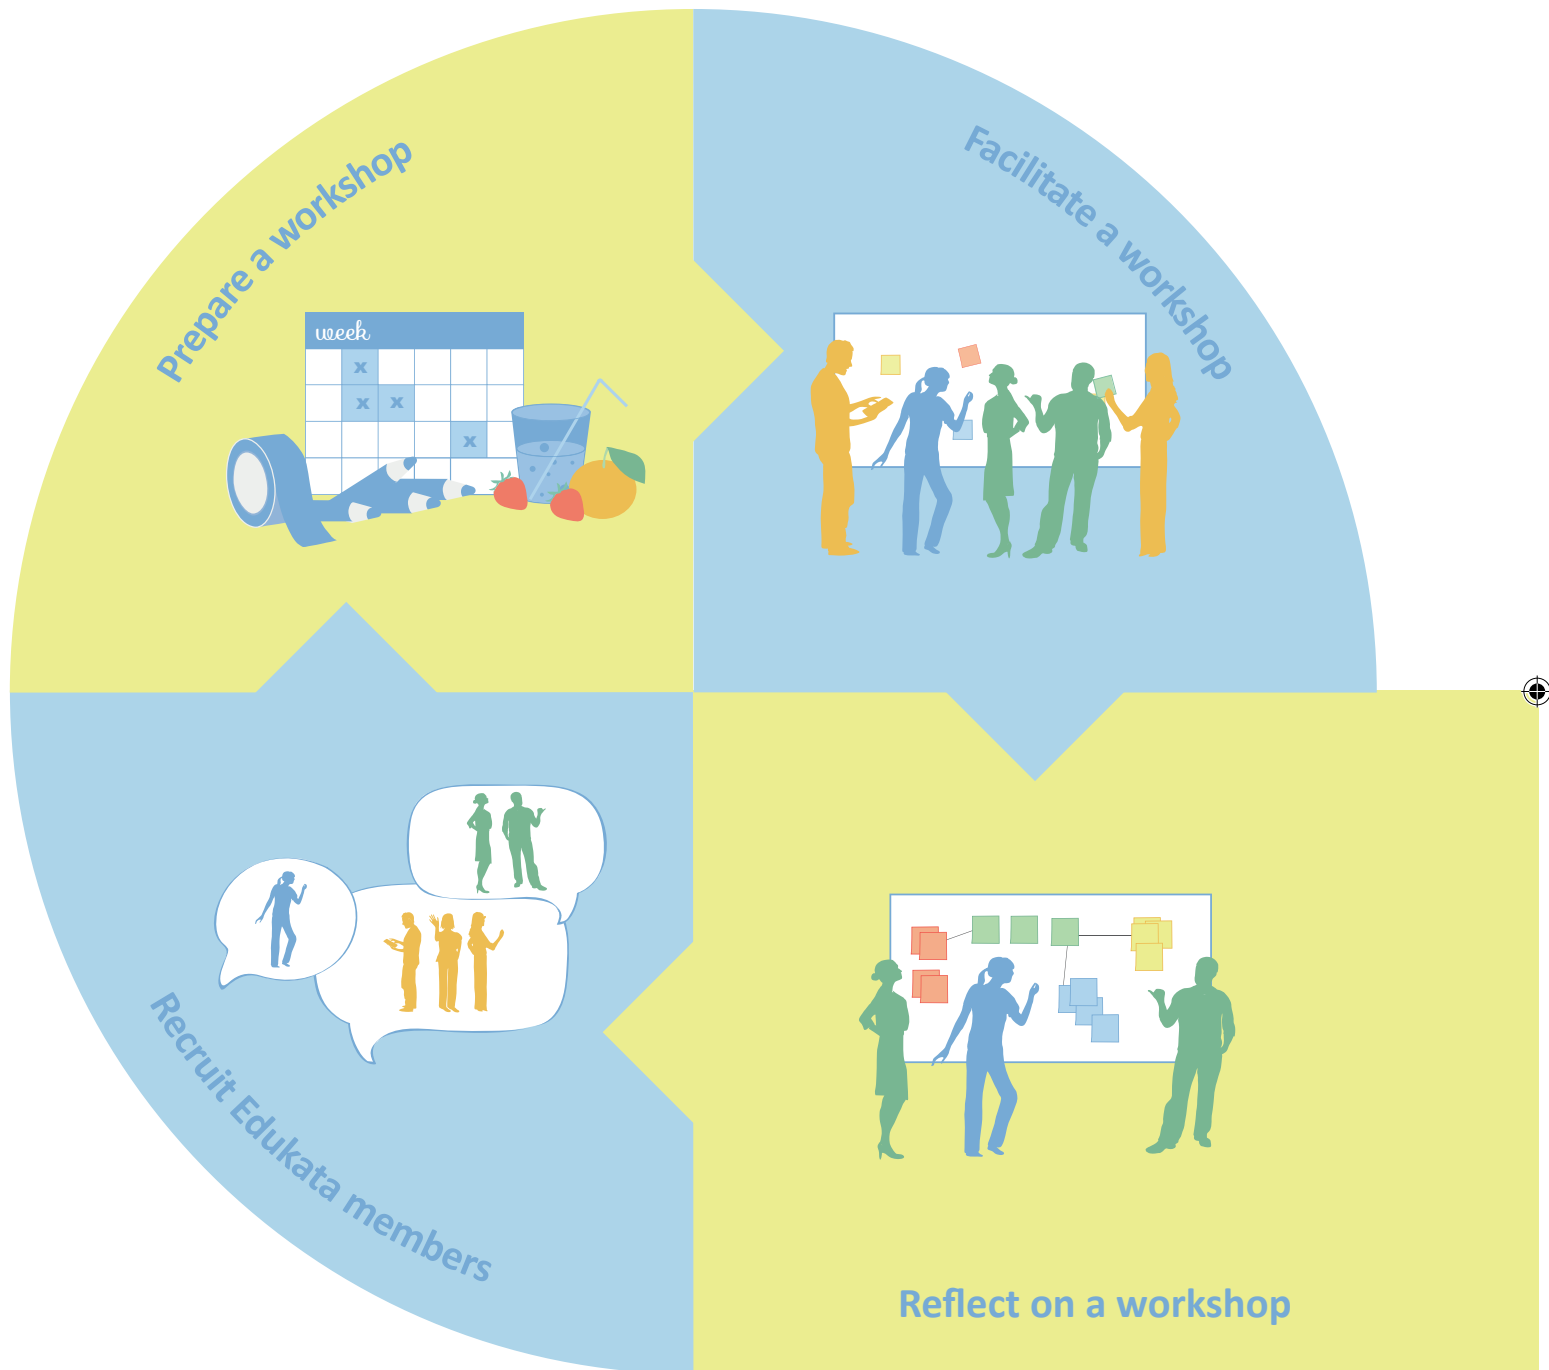 Prepare a workshop
Facilitate a workshop
week
x
x x
x
Recruit Edukata members
Reflect on a workshop